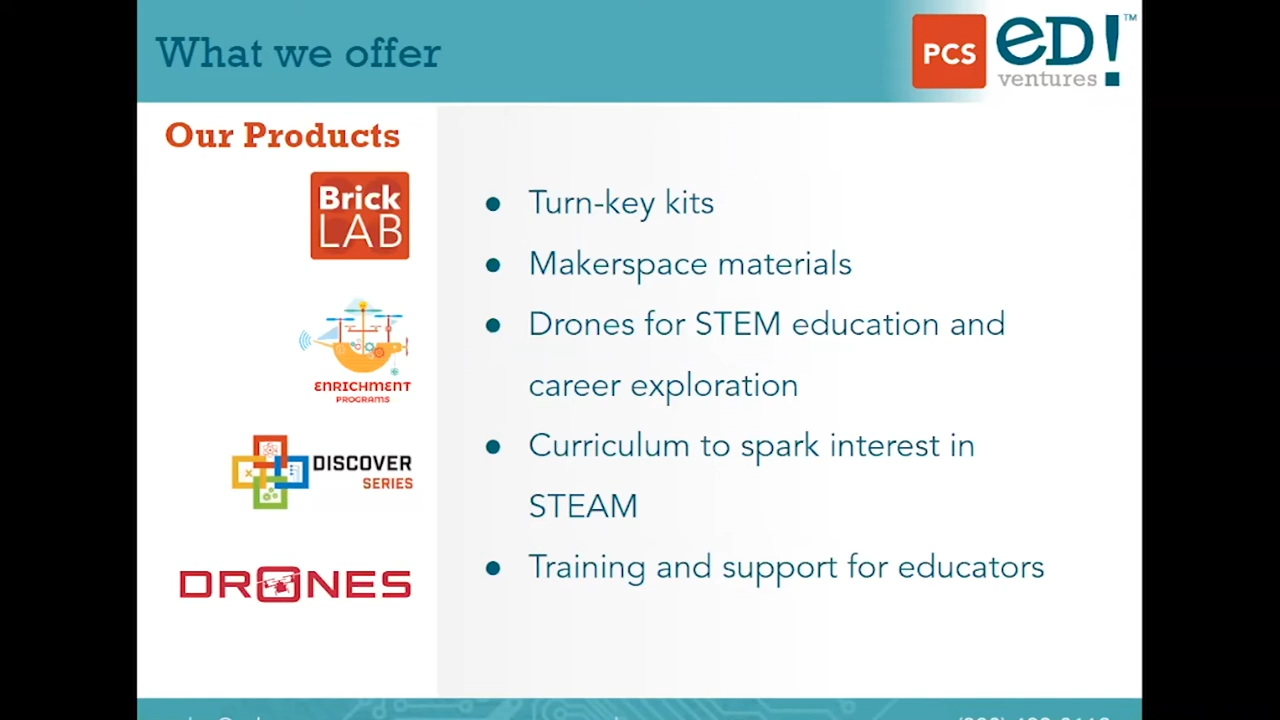 What we offer
PCS
eD!™
ventures
Our Products
Brick
LAB
ENRICHMENT
PROGRAMS
DISCOVER
SERIES
DRONES
● Turn-key kits
● Makerspace materials
● Drones for STEM education and
career exploration
● Curriculum to spark interest in
STEAM
● Training and support for educators